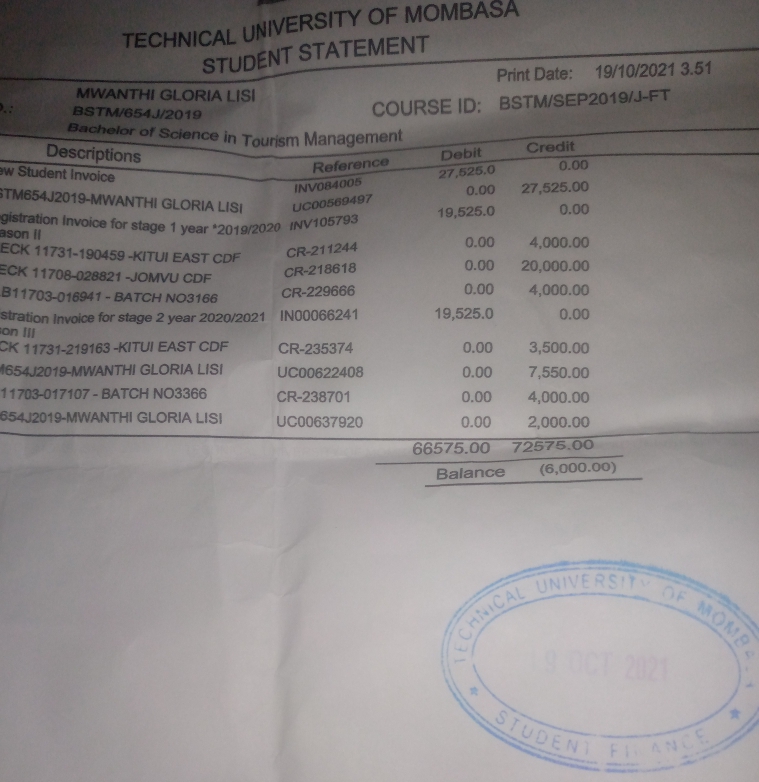 TECHNICAL UNIVERSITY OF MOMBASA
STUDENT STATEMENT
Print Date: 19/10/2021 3.51
MWANTHI GLORIA LISI
.: BSTM/654J/2019 COURSE ID: BSTM/SEP2019/J-FT
Bachelor of Science in Tourism Management
Descriptions Reference Debit Credit
ew Student Invoice INV084005 27,525.0 0.00
STM654J2019-MWANTHI GLORIA LISI UC00569497 0.00 27,525.00
gistration Invoice for stage 1 year *2019/2020 INV105793 19,525.0 0.00
ason II
ECK 11731-190459 -KITUI EAST CDF CR-211244 0.00 4,000.00
ECK 11708-028821 -JOMVU CDF CR-218618 0.00 20,000.00
B11703-016941 - BATCH NO3166 CR-229666 0.00 4,000.00
stration Invoice for stage 2 year 2020/2021 IN00066241 19,525.0 0.00
on III
CK 11731-219163 -KITUI EAST CDF CR-235374 0.00 3,500.00
654J2019-MWANTHI GLORIA LISI UC00622408 0.00 7,550.00
11703-017107 - BATCH NO3366 CR-238701 0.00 4,000.00
654J2019-MWANTHI GLORIA LISI UC00637920 0.00 2,000.00
66575.00 72575.00
Balance (6,000.00)
TECHNICAL UNIVERSITY OF MOMBA
9 OCT 2021
STUDENT FINANCE